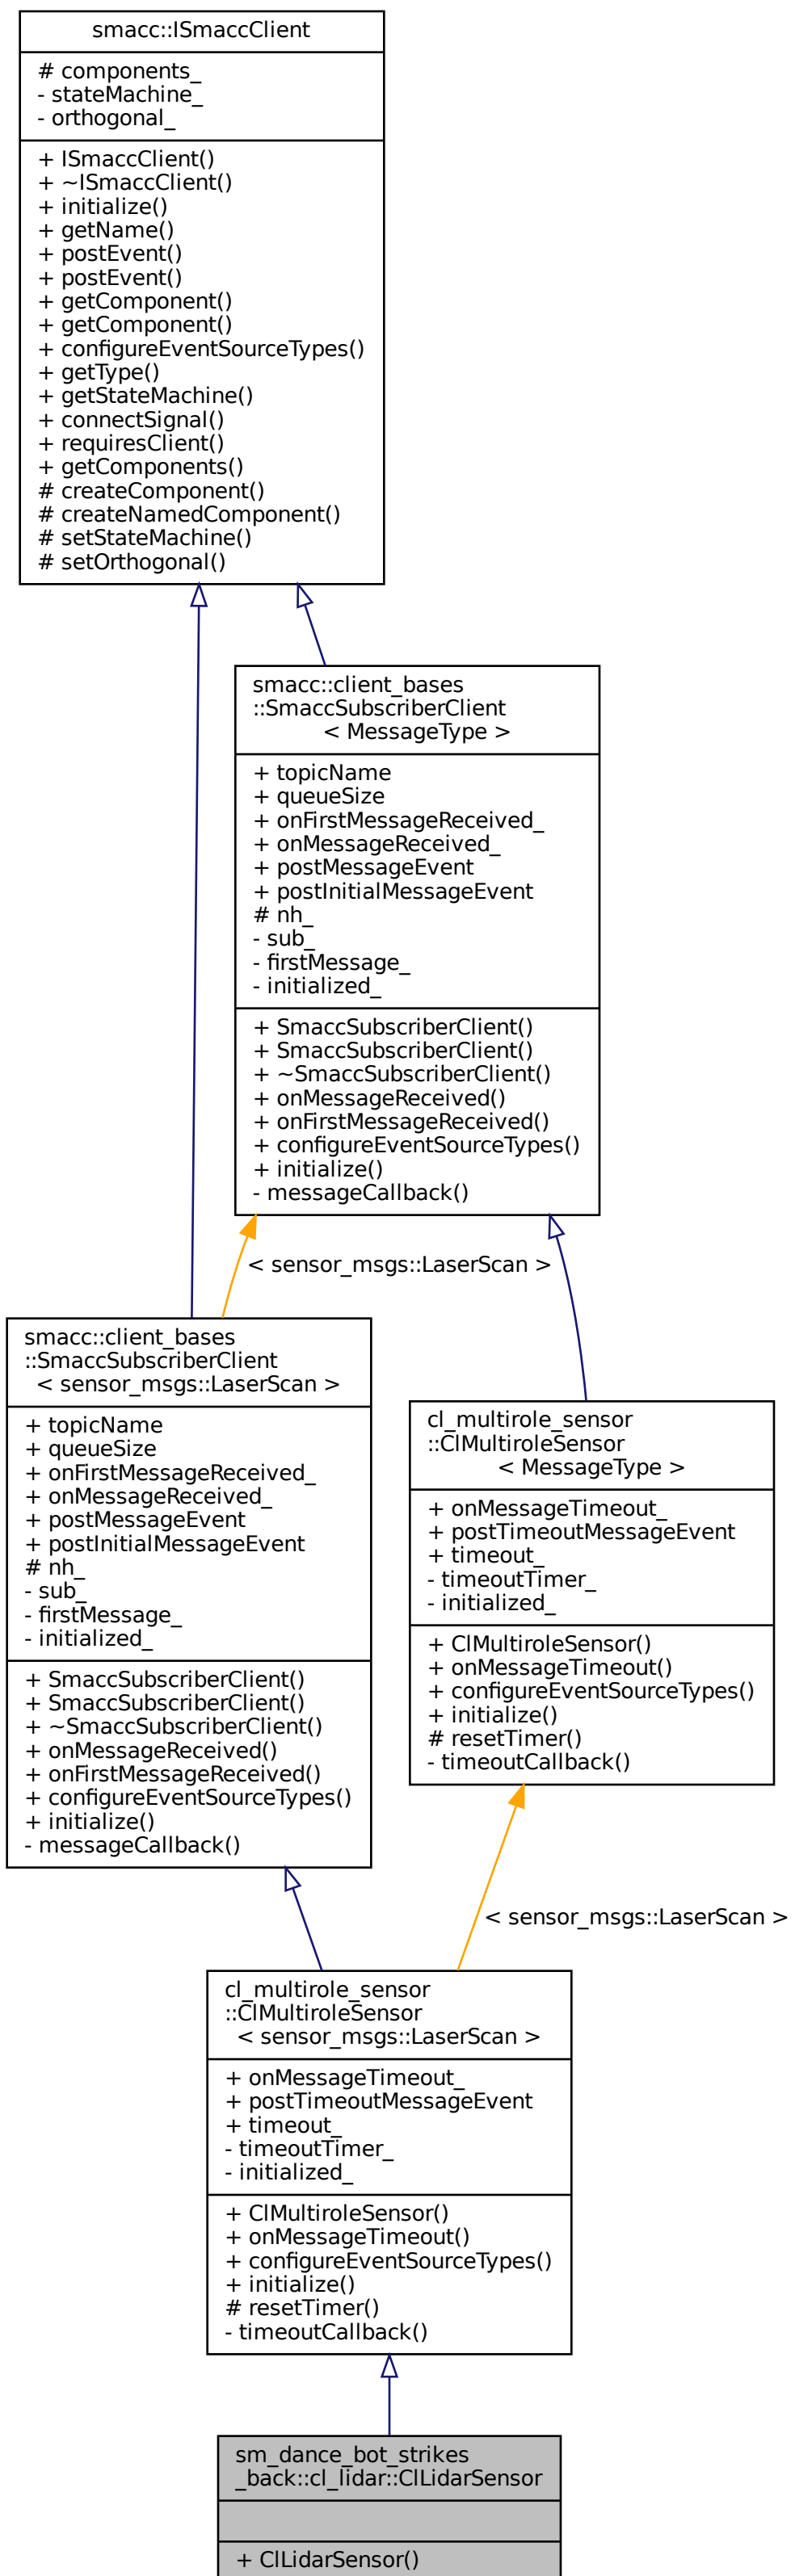 smacc::ISmaccClient
# components_
- stateMachine_
- orthogonal_
+ ISmaccClient()
+ ~ISmaccClient()
+ initialize()
+ getName()
+ postEvent()
+ postEvent()
+ getComponent()
+ getComponent()
+ configureEventSourceTypes()
+ getType()
+ getStateMachine()
+ connectSignal()
+ requiresClient()
+ getComponents()
# createComponent()
# createNamedComponent()
# setStateMachine()
# setOrthogonal()
smacc::client_bases
::SmaccSubscriberClient
< MessageType >
+ topicName
+ queueSize
+ onFirstMessageReceived_
+ onMessageReceived_
+ postMessageEvent
+ postInitialMessageEvent
# nh_
- sub_
- firstMessage_
- initialized_
+ SmaccSubscriberClient()
+ SmaccSubscriberClient()
+ ~SmaccSubscriberClient()
+ onMessageReceived()
+ onFirstMessageReceived()
+ configureEventSourceTypes()
+ initialize()
- messageCallback()
< sensor_msgs::LaserScan >
smacc::client_bases
::SmaccSubscriberClient
< sensor_msgs::LaserScan >
+ topicName
+ queueSize
+ onFirstMessageReceived_
+ onMessageReceived_
+ postMessageEvent
+ postInitialMessageEvent
# nh_
- sub_
- firstMessage_
- initialized_
+ SmaccSubscriberClient()
+ SmaccSubscriberClient()
+ ~SmaccSubscriberClient()
+ onMessageReceived()
+ onFirstMessageReceived()
+ configureEventSourceTypes()
+ initialize()
- messageCallback()
cl_multirole_sensor
::ClMultiroleSensor
< MessageType >
+ onMessageTimeout_
+ postTimeoutMessageEvent
+ timeout_
- timeoutTimer_
- initialized_
+ ClMultiroleSensor()
+ onMessageTimeout()
+ configureEventSourceTypes()
+ initialize()
# resetTimer()
- timeoutCallback()
< sensor_msgs::LaserScan >
cl_multirole_sensor
::ClMultiroleSensor
< sensor_msgs::LaserScan >
+ onMessageTimeout_
+ postTimeoutMessageEvent
+ timeout_
- timeoutTimer_
- initialized_
+ ClMultiroleSensor()
+ onMessageTimeout()
+ configureEventSourceTypes()
+ initialize()
# resetTimer()
- timeoutCallback()
sm_dance_bot_strikes
_back::cl_lidar::ClLidarSensor
+ ClLidarSensor()